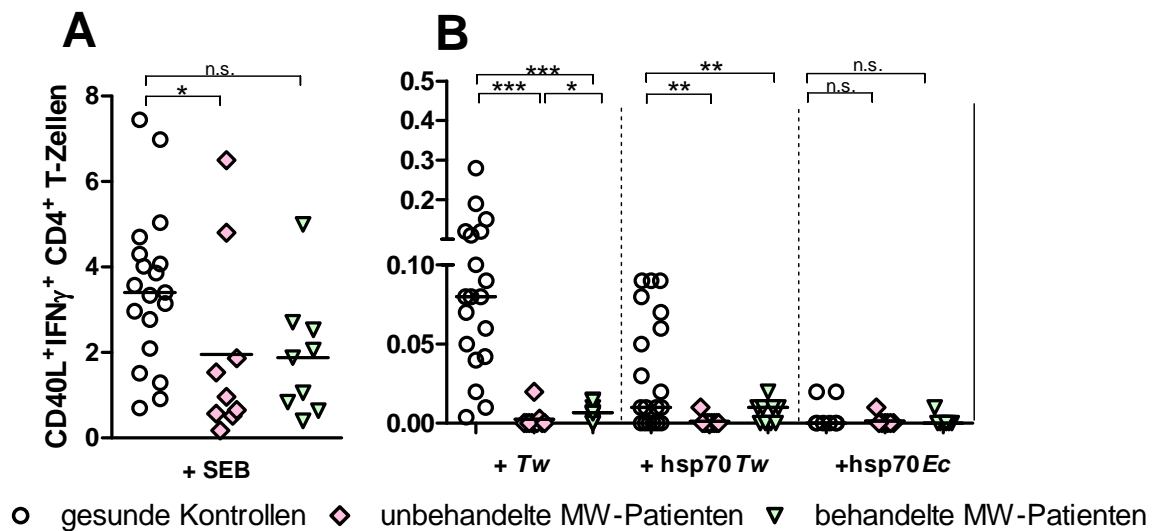 A
B
CD40L⁺IFNγ⁺ CD4⁺ T-Zellen
n.s.
*
8
6
4
2
0
+ SEB
***
***
*
**
**
n.s.
n.s.
0.5
0.4
0.3
0.2
0.10
0.05
0.00
+ Tw
+ hsp70 Tw
+hsp70 Ec
gesunde Kontrollen
unbehandelte MW-Patienten
behandelte MW-Patienten